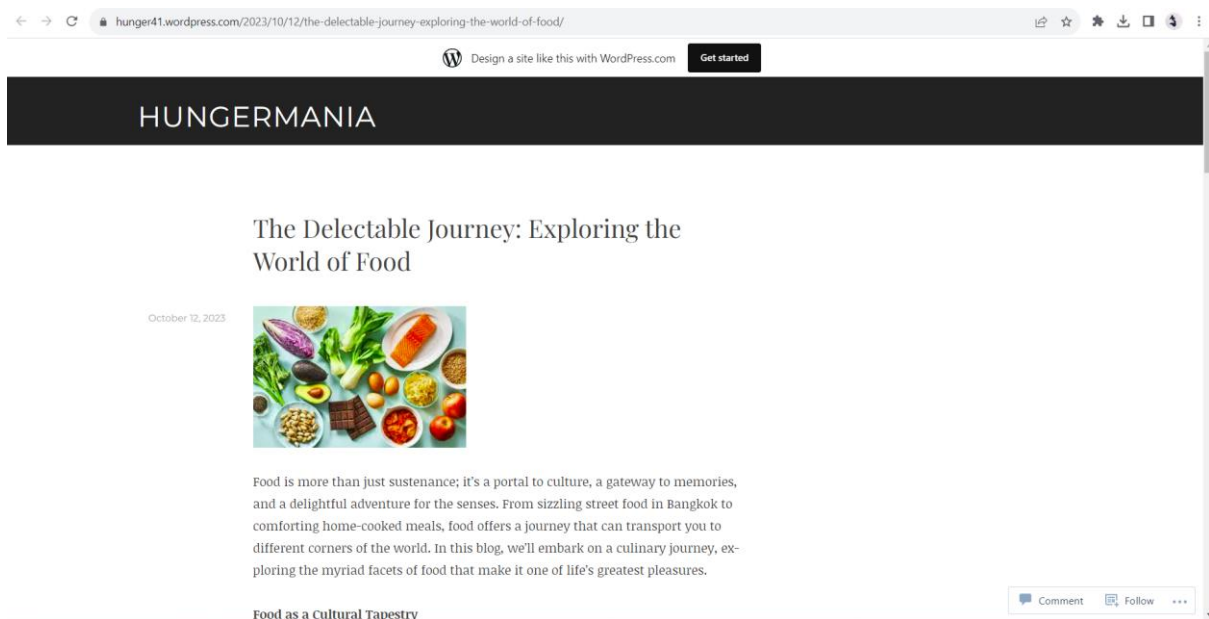 hunger41.wordpress.com/2023/10/12/the-delectable-journey-exploring-the-world-of-food/
Design a site like this with WordPress.com Get started
HUNGERMANIA
The Delectable Journey: Exploring the
World of Food
October 12, 2023
Food is more than just sustenance; it's a portal to culture, a gateway to memories,
and a delightful adventure for the senses. From sizzling street food in Bangkok to
comforting home-cooked meals, food offers a journey that can transport you to
different corners of the world. In this blog, we'll embark on a culinary journey, ex-
ploring the myriad facets of food that make it one of life's greatest pleasures.
Food as a Cultural Tapestry
Comment Follow